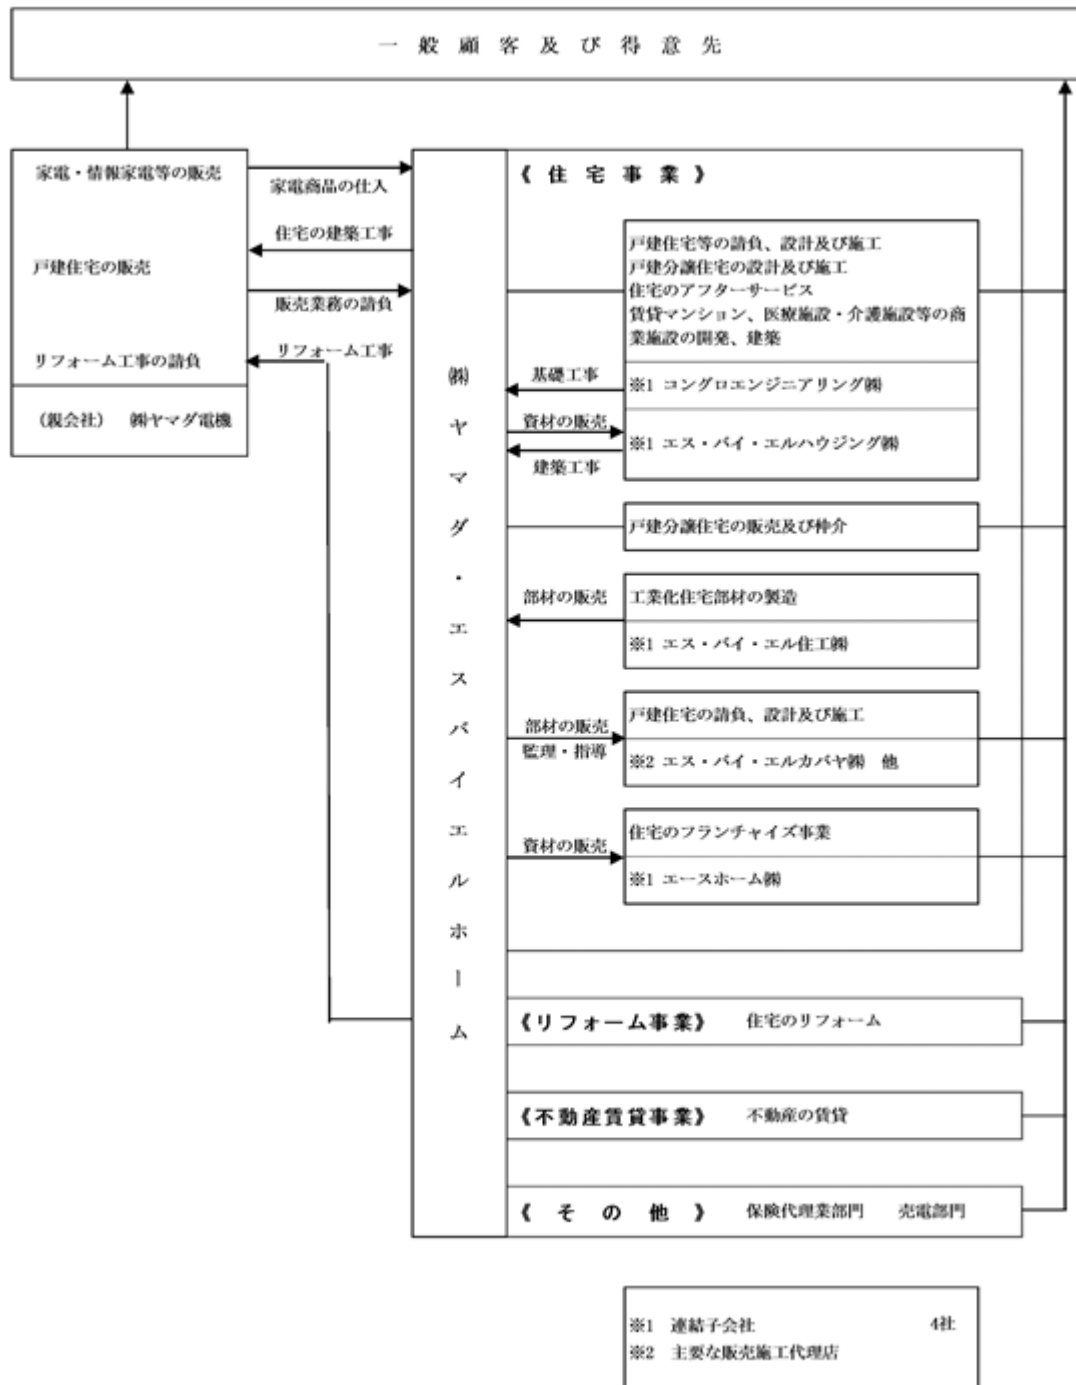 一般顧客及び得意先
家電・情報家電等の販売
家電商品の仕入
住宅の建築工事
戸建住宅の販売
販売業務の請負
リフォーム工事
リフォーム工事の請負
(親会社) ㈱ヤマダ電機
㈱ヤマダ・エスバイエルホーム
《住宅事業》
戸建住宅等の請負、設計及び施工
戸建分譲住宅の設計及び施工
住宅のアフターサービス
賃貸マンション、医療施設・介護施設等の商
業施設の開発、建築
基礎工事
※1 コングロエンジニアリング㈱
資材の販売
※1 エス・バイ・エルハウジング㈱
建築工事
戸建分譲住宅の販売及び仲介
部材の販売
工業化住宅部材の製造
※1 エス・バイ・エル住工㈱
戸建住宅の請負、設計及び施工
部材の販売
監理・指導
※2 エス・バイ・エルカバヤ㈱ 他
住宅のフランチャイズ事業
資材の販売
※1 エースホーム㈱
《リフォーム事業》 住宅のリフォーム
《不動産賃貸事業》 不動産の賃貸
《その他》 保険代理業部門 売電部門
※1 連結子会社 4社
※2 主要な販売施工代理店